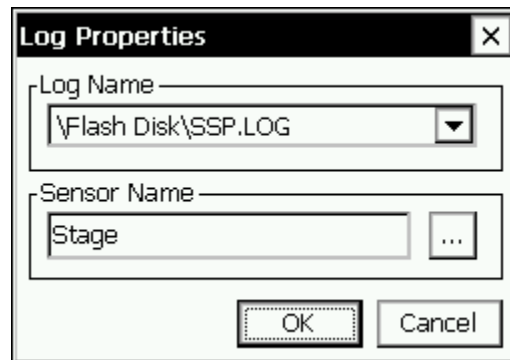 Log Properties
Log Name
\Flash Disk\SSP.LOG
Sensor Name
Stage
...
OK Cancel